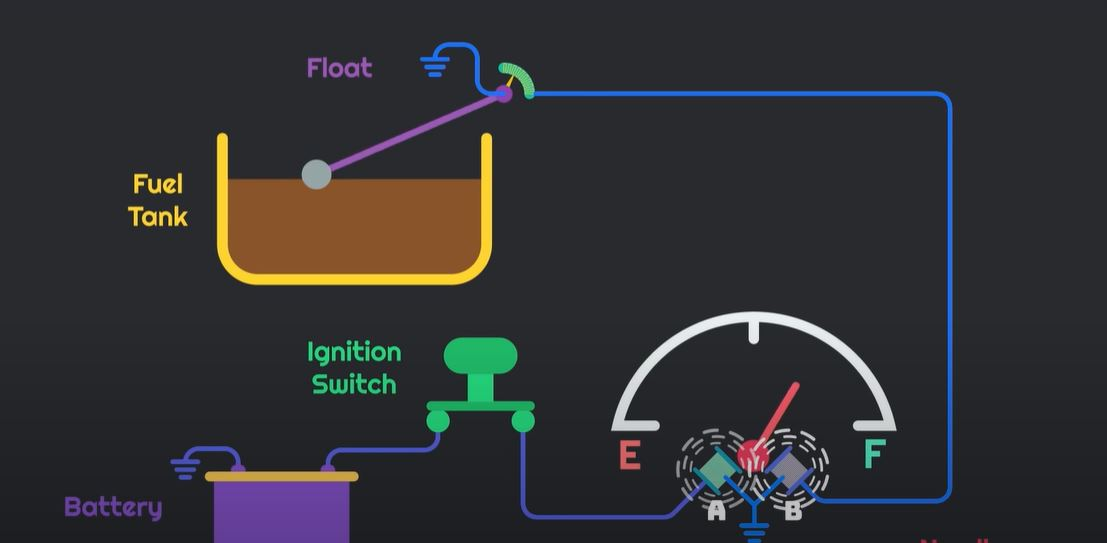 Float
Fuel
Tank
Ignition
Switch
E
F
Battery
A
B